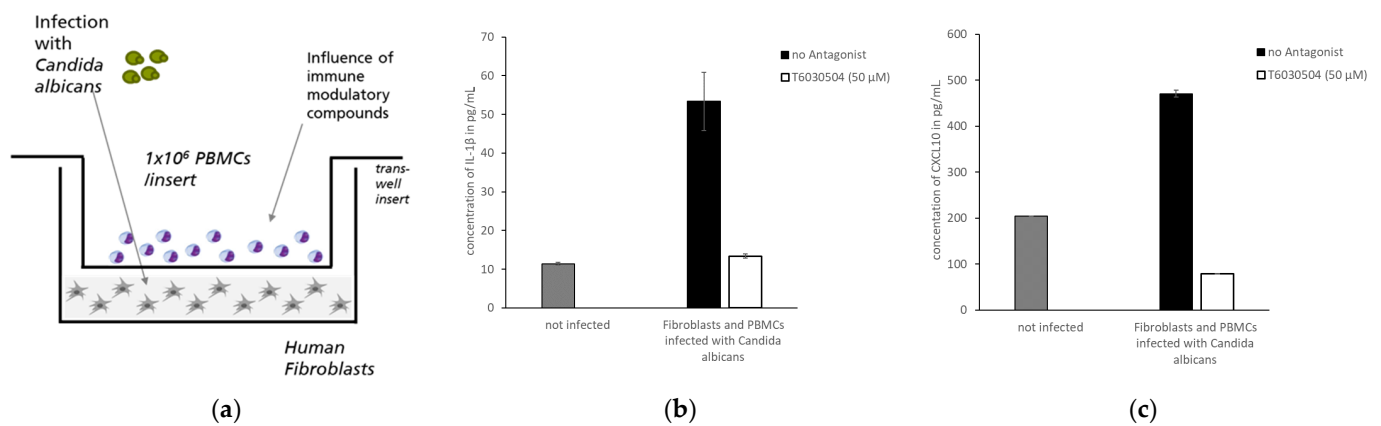 Infection
with
Candida
albicans
Influence of
immune
modulatory
compounds
1x10⁶ PBMCs
/insert
trans-
well
insert
Human
Fibroblasts
(a)
concentration of IL-1β in pg/mL
70
60
50
40
30
20
10
0
no Antagonist
T6030504 (50 µM)
not infected
Fibroblasts and PBMCs
infected with Candida
albicans
(b)
concentation of CXCL10 in pg/mL
600
500
400
300
200
100
0
no Antagonist
T6030504 (50 µM)
not infected
Fibroblasts and PBMCs
infected with Candida
albicans
(c)